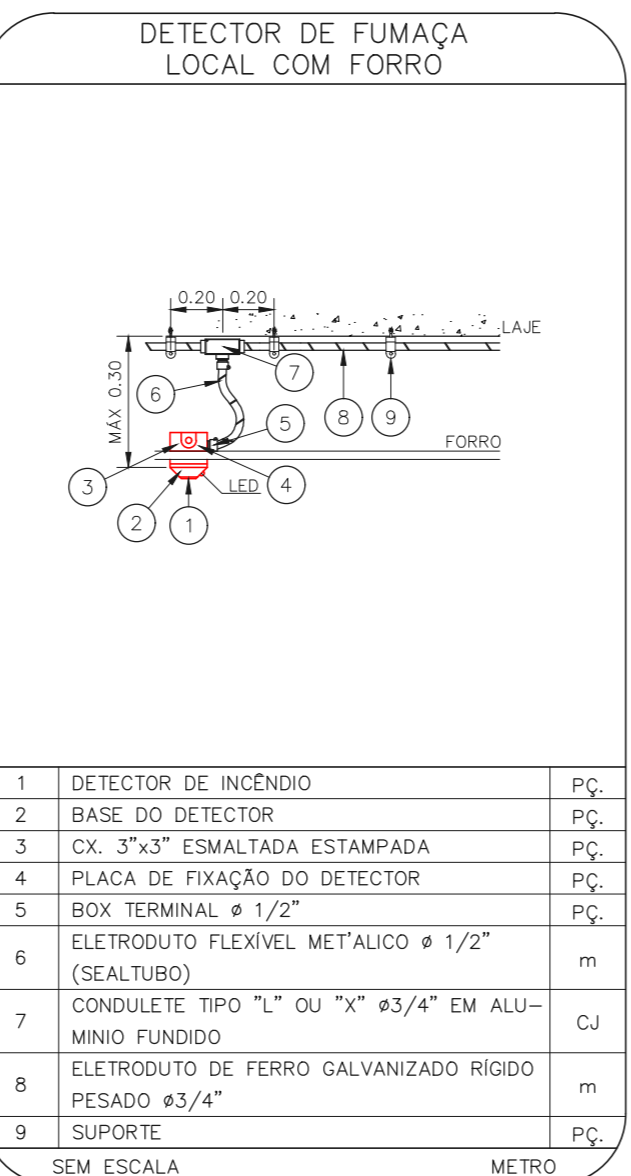 DETECTOR DE FUMAÇA
LOCAL COM FORRO
0.20 0.20
LAJE
MÁX 0.30
7
6
5
8
9
FORRO
3
LED
4
2
1
1 DETECTOR DE INCÊNDIO PÇ.
2 BASE DO DETECTOR PÇ.
3 CX. 3”x3” ESMALTADA ESTAMPADA PÇ.
4 PLACA DE FIXAÇÃO DO DETECTOR PÇ.
5 BOX TERMINAL ø 1/2” PÇ.
6 ELETRODUTO FLEXÍVEL MET’ALICO ø 1/2”
(SEALTUBO) m
7 CONDULETE TIPO ”L” OU ”X” ø3/4” EM ALU–
MINIO FUNDIDO CJ
8 ELETRODUTO DE FERRO GALVANIZADO RÍGIDO
PESADO ø3/4” m
9 SUPORTE PÇ.
SEM ESCALA METRO